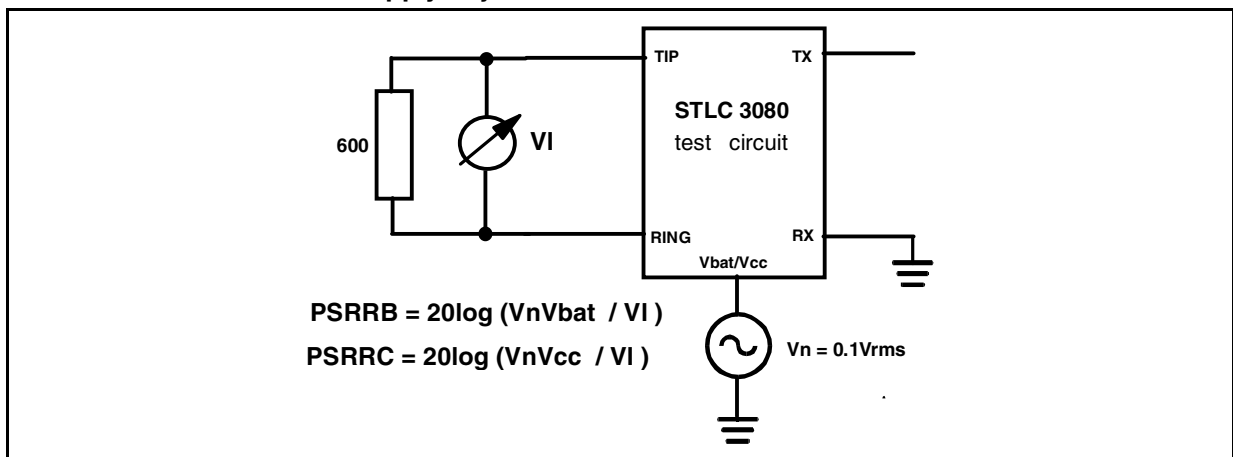 TIP
TX
STLC 3080
test circuit
600
VI
RING
RX
Vbat/Vcc
PSRRB = 20log (VnVbat / VI )
PSRRC = 20log (VnVcc / VI )
Vn = 0.1Vrms